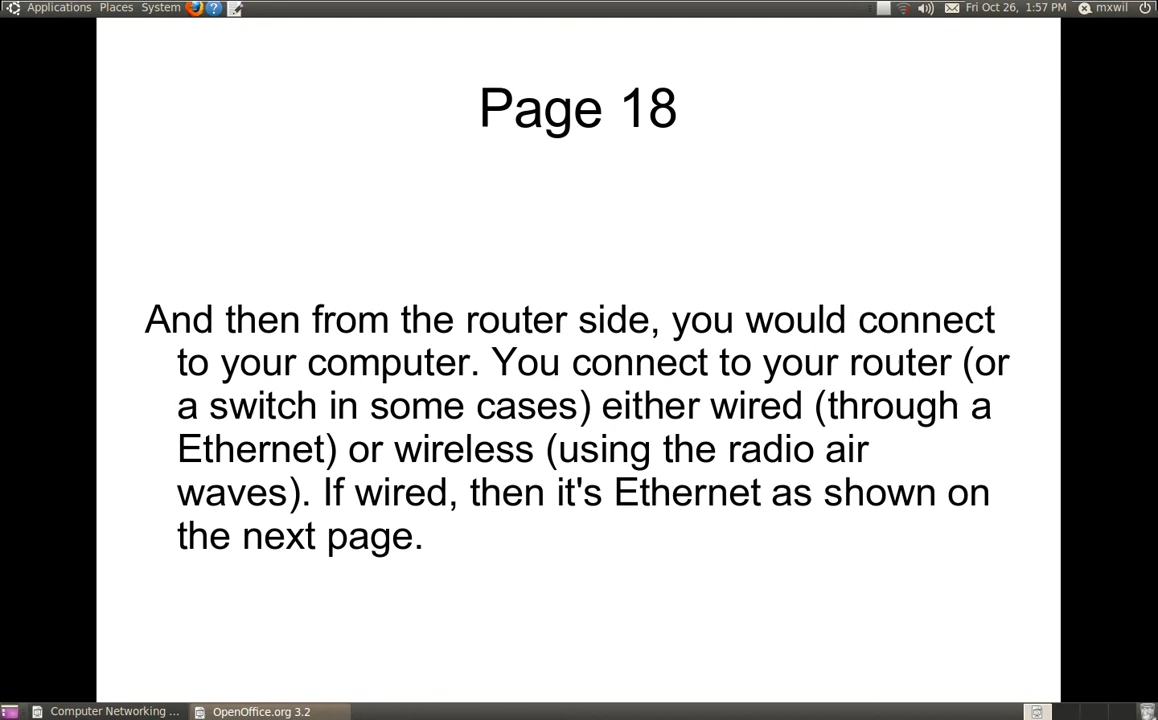 Applications Places System
Fri Oct 26, 1:57 PM mxwil
Page 18
And then from the router side, you would connect
to your computer. You connect to your router (or
a switch in some cases) either wired (through a
Ethernet) or wireless (using the radio air
waves). If wired, then it's Ethernet as shown on
the next page.
Computer Networking ... OpenOffice.org 3.2